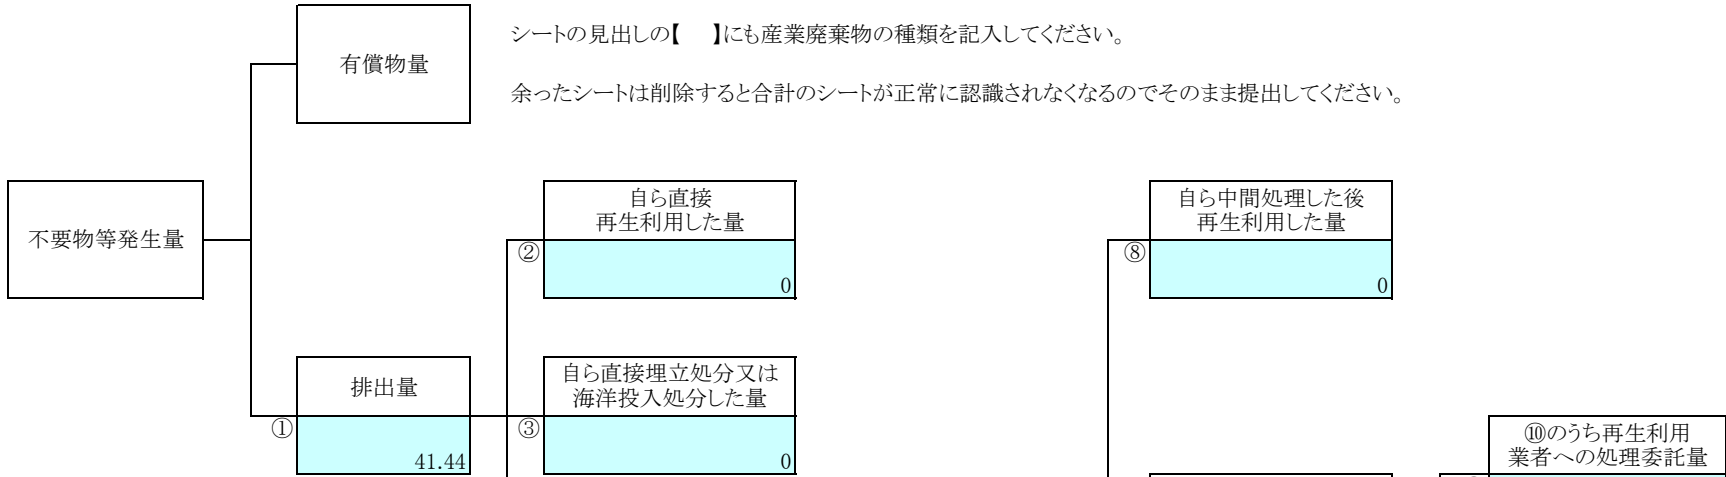 シートの見出しの【　】にも産業廃棄物の種類を記入してください。
有償物量
余ったシートは削除すると合計のシートが正常に認識されなくなるのでそのまま提出してください。
不要物等発生量
自ら直接
再生利用した量
②
0
自ら中間処理した後
再生利用した量
⑧
0
排出量
①
41.44
自ら直接埋立処分又は
海洋投入処分した量
③
0
⑩のうち再生利用
業者への処理委託量